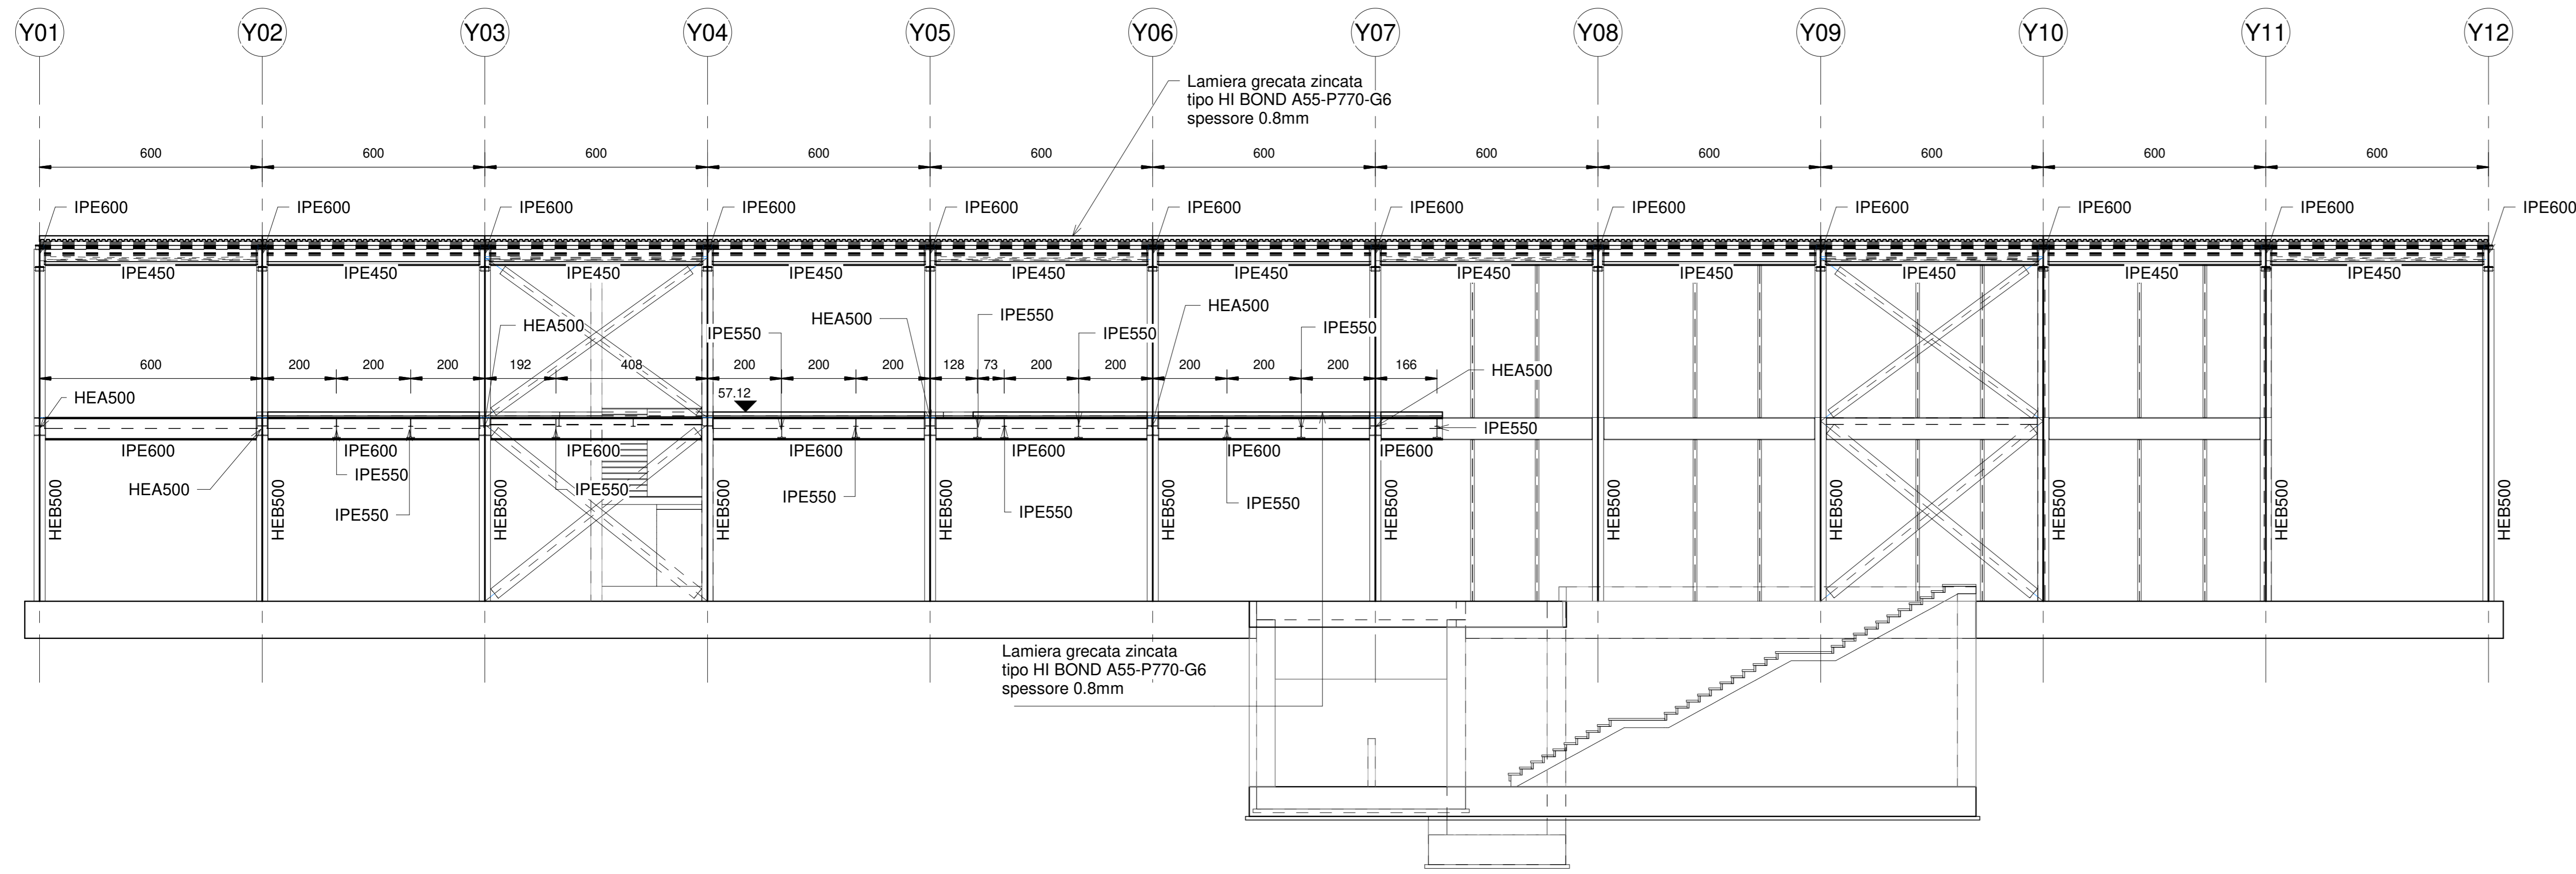 Y01 Y02 Y03 Y04 Y05 Y06 Y07 Y08 Y09 Y10 Y11 Y12
Lamiera grecata zincata
tipo HI BOND A55-P770-G6
spessore 0.8mm
600 600 600 600 600 600 600 600 600 600 600
IPE600 IPE600 IPE600 IPE600 IPE600 IPE600 IPE600 IPE600 IPE600 IPE600 IPE600 IPE600
IPE450 IPE450 IPE450 IPE450 IPE450 IPE450 IPE450 IPE450 IPE450 IPE450 IPE450
HEA500 IPE550 HEA500 IPE550 IPE550 HEA500 IPE550
600 200 200 200 192 408 200 200 200 128 73 200 200 200 200 200 166
HEA500
57.12
HEA500
IPE550
IPE600 IPE600 IPE600 IPE600 IPE600 IPE600 IPE600
HEA500 IPE550 IPE550 IPE550 IPE550
IPE550 IPE550
HEB500 HEB500 HEB500 HEB500 HEB500 HEB500 HEB500 HEB500 HEB500 HEB500 HEB500 HEB500
Lamiera grecata zincata
tipo HI BOND A55-P770-G6
spessore 0.8mm